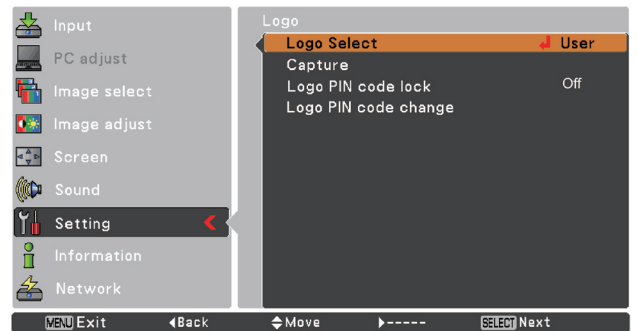 Input
PC adjust
Image select
Image adjust
Screen
Sound
Setting
Information
Network
Logo
Logo Select User
Capture
Logo PIN code lock Off
Logo PIN code change
MENU Exit ◀Back ◆Move ▶----- SELECT Next